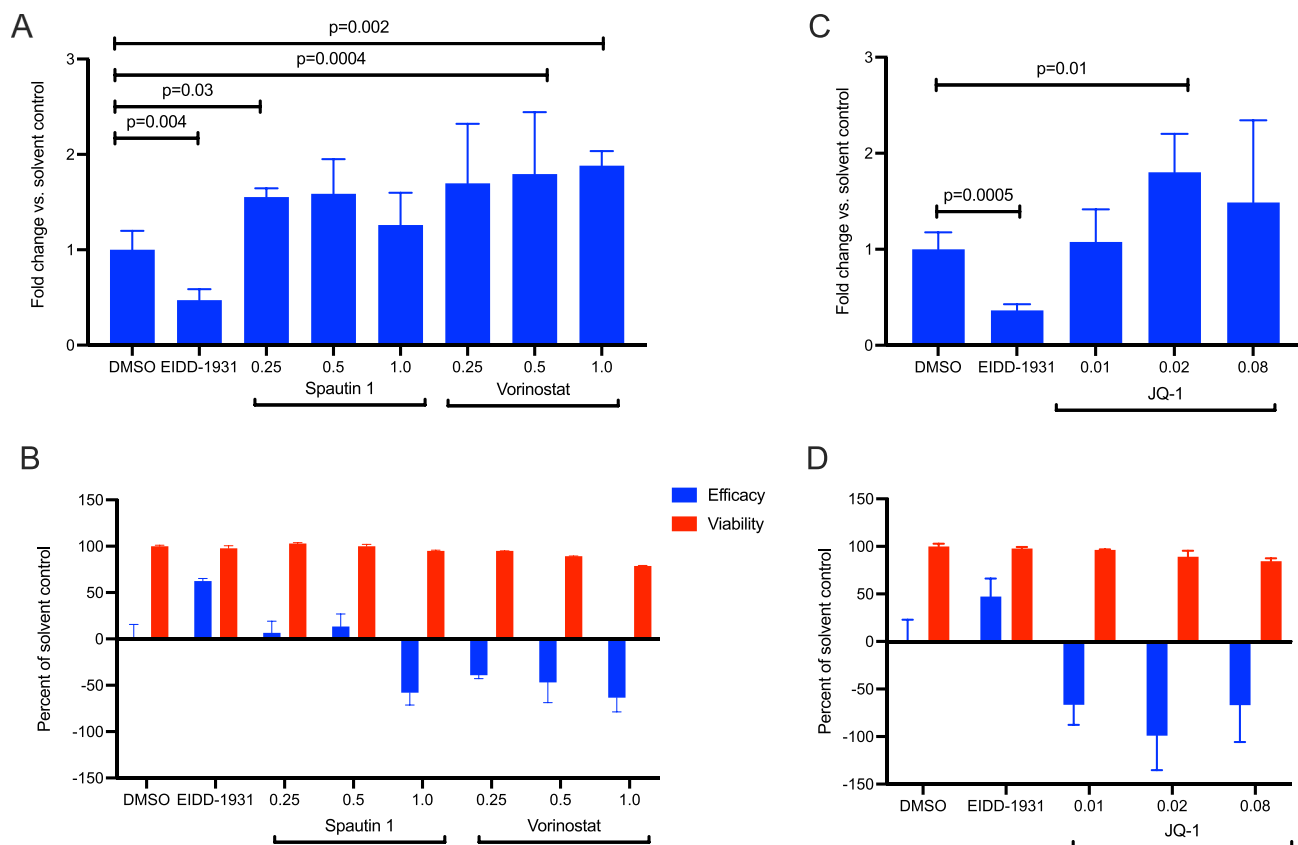 A
p=0.002
p=0.0004
p=0.03
p=0.004
Fold change vs. solvent control
3
2
1
0
DMSO EIDD-1931 0.25 0.5 1.0 0.25 0.5 1.0
Spautin 1 Vorinostat
C
p=0.01
p=0.0005
Fold change vs. solvent control
3
2
1
0
DMSO EIDD-1931 0.01 0.02 0.08
JQ-1
B
Efficacy
Viability
Percent of solvent control
150
100
50
0
-50
-100
-150
DMSO EIDD-1931 0.25 0.5 1.0 0.25 0.5 1.0
Spautin 1 Vorinostat
D
Percent of solvent control
150
100
50
0
-50
-100
-150
DMSO EIDD-1931 0.01 0.02 0.08
JQ-1